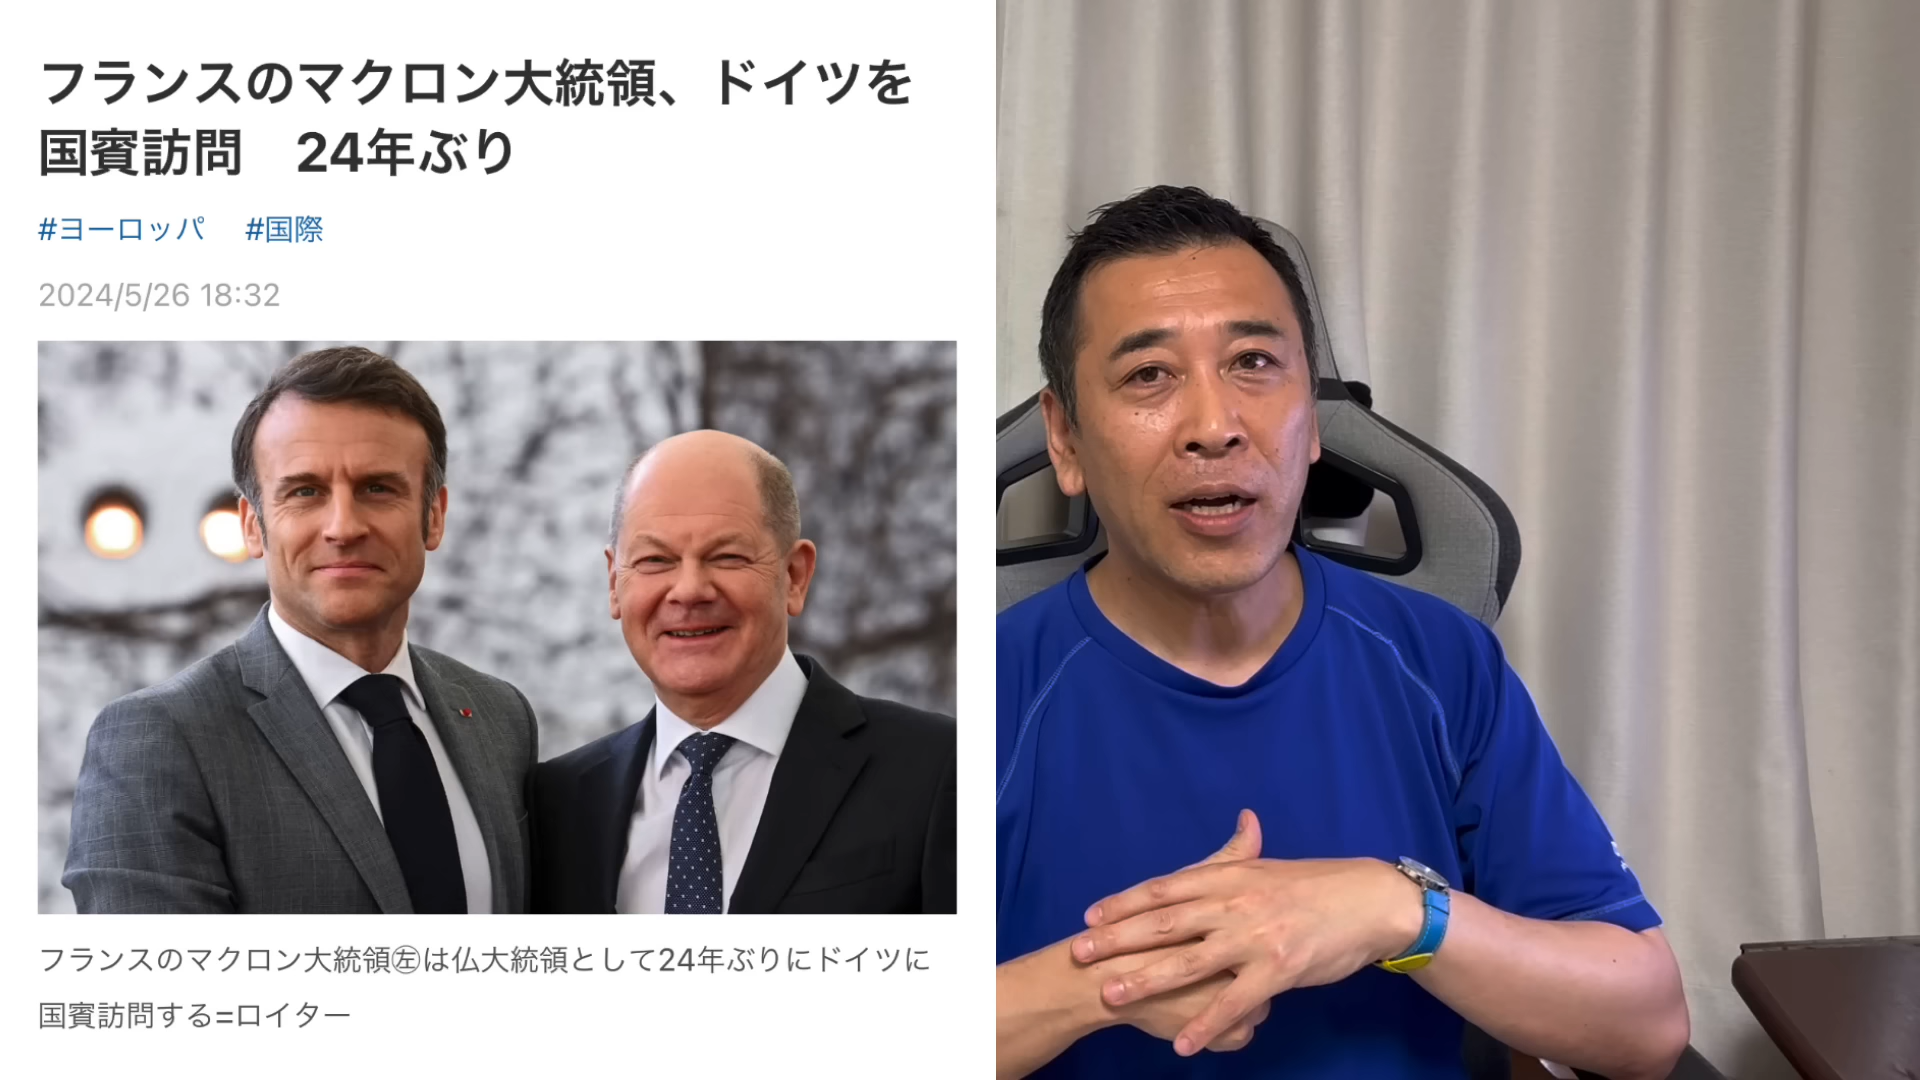 フランスのマクロン大統領、ドイツを
国賓訪問　24年ぶり
#ヨーロッパ　#国際
2024/5/26 18:32
フランスのマクロン大統領㊧は仏大統領として24年ぶりにドイツに
国賓訪問する=ロイター